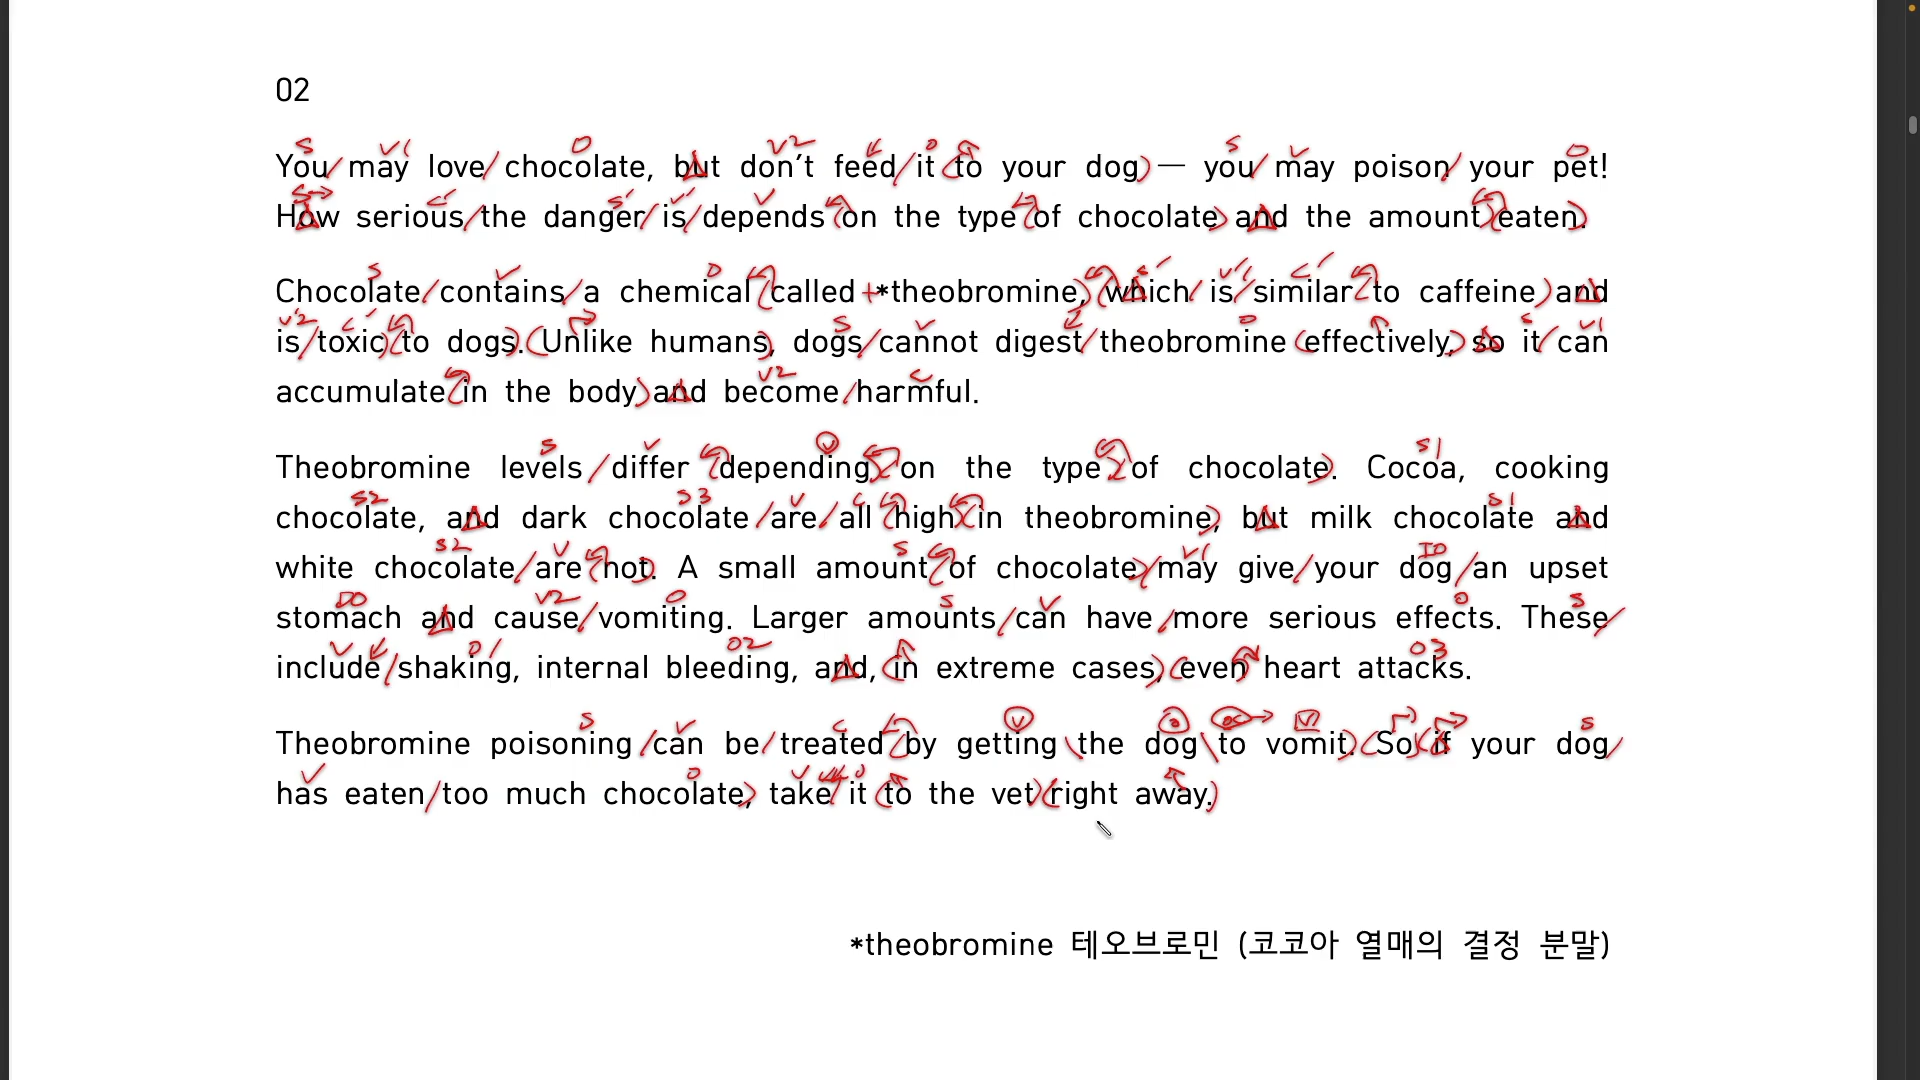 02
You may love chocolate, but don't feed it to your dog — you may poison your pet!
How serious the danger is depends on the type of chocolate and the amount eaten.
Chocolate contains a chemical called *theobromine, which is similar to caffeine and
is toxic to dogs. Unlike humans, dogs cannot digest theobromine effectively, so it can
accumulate in the body and become harmful.
Theobromine levels differ depending on the type of chocolate. Cocoa, cooking
chocolate, and dark chocolate are all high in theobromine, but milk chocolate and
white chocolate are not. A small amount of chocolate may give your dog an upset
stomach and cause vomiting. Larger amounts can have more serious effects. These
include shaking, internal bleeding, and, in extreme cases, even heart attacks.
Theobromine poisoning can be treated by getting the dog to vomit. So if your dog
has eaten too much chocolate, take it to the vet right away.
*theobromine 테오브로민 (코코아 열매의 결정 분말)